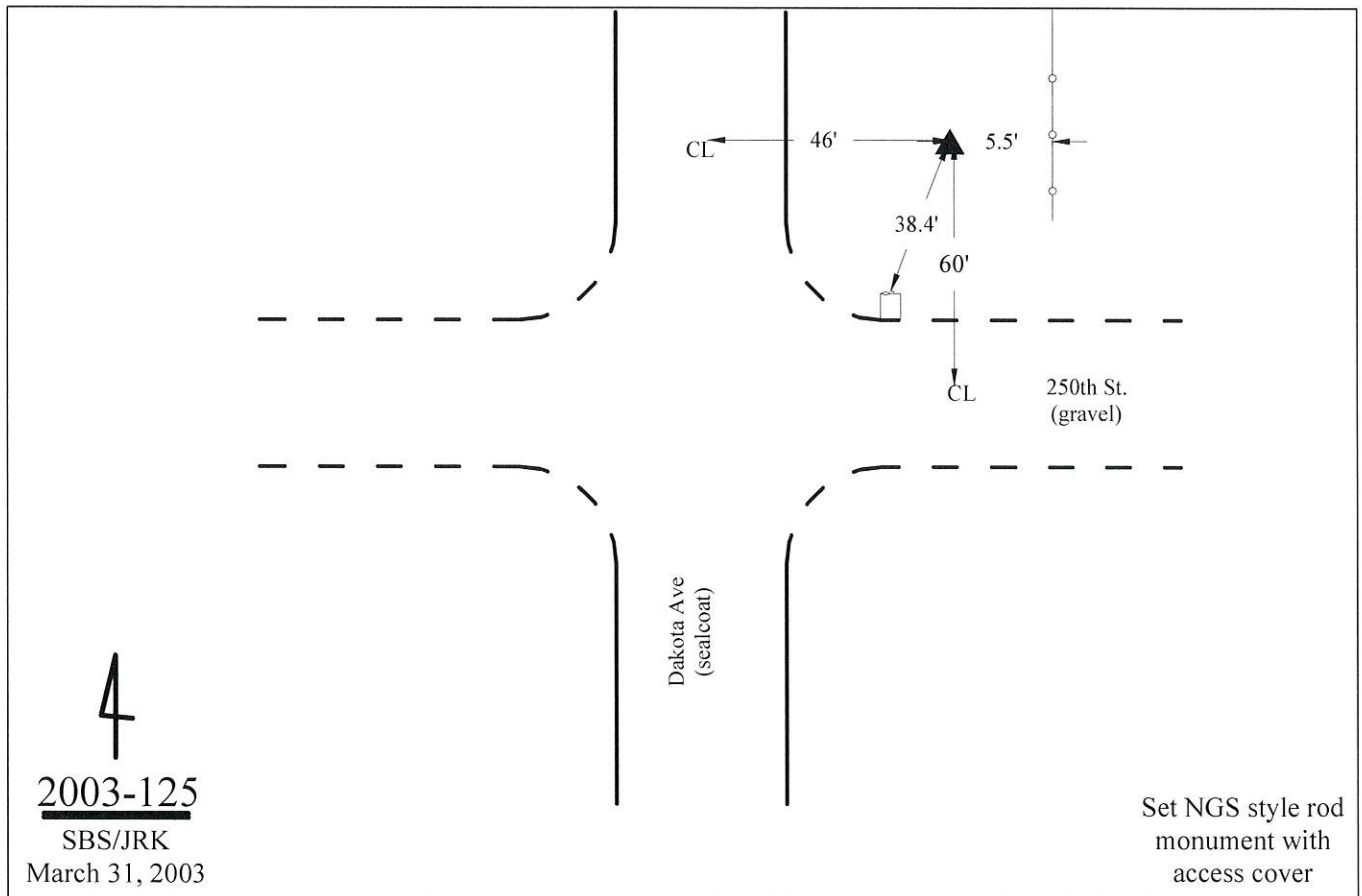 CL
46'
5.5'
38.4'
60'
CL
250th St.
(gravel)
Dakota Ave
(sealcoat)
2003-125
SBS/JRK
March 31, 2003
Set NGS style rod
monument with
access cover